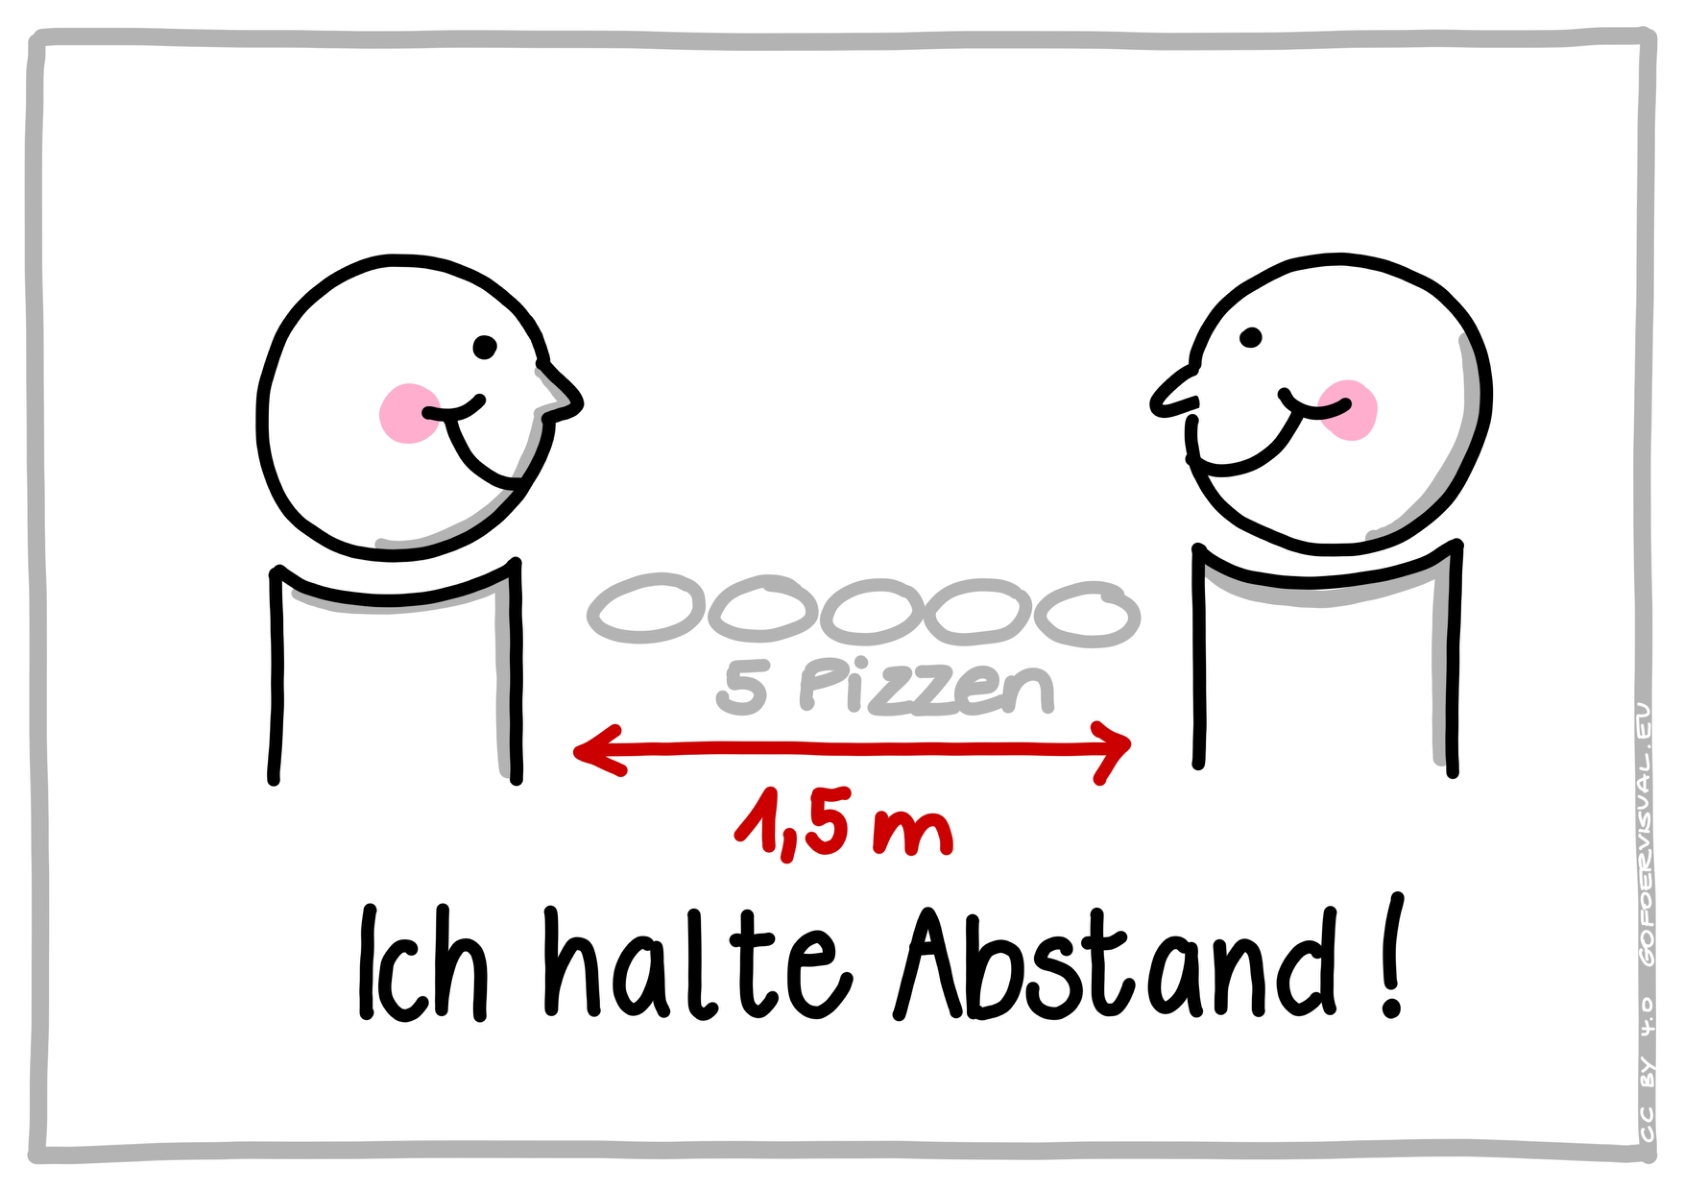 5 Pizzen
1,5 m
Ich halte Abstand!
CC BY 4.0 GOFOERVISUAL.EU